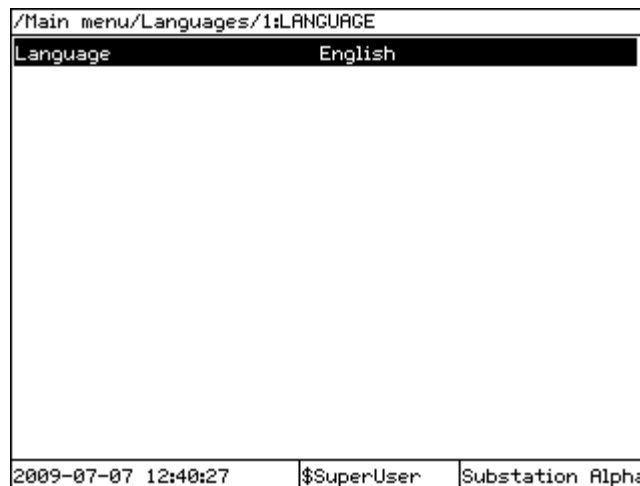 /Main menu/Languages/1:LANGUAGE
Language English
2009-07-07 12:40:27 $SuperUser Substation Alpha